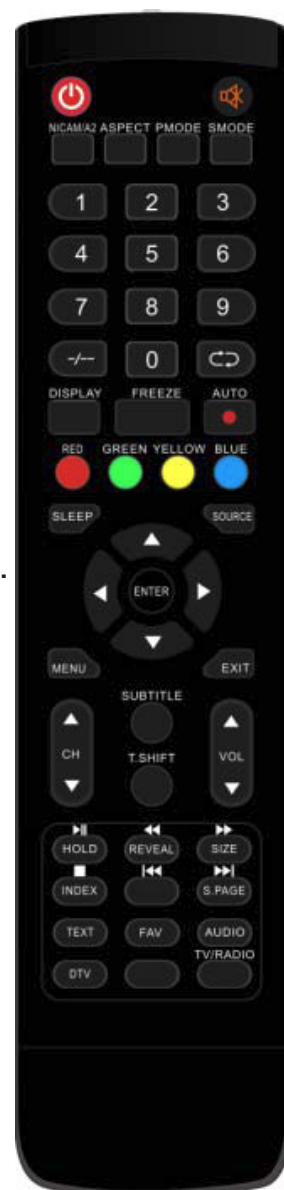 NICAM/A2 ASPECT PMODE SMODE
1 2 3
4 5 6
7 8 9
-/-- 0
DISPLAY FREEZE AUTO
RED GREEN YELLOW BLUE
SLEEP SOURCE
ENTER
MENU EXIT
SUBTITLE
CH T.SHIFT VOL
HOLD REVEAL SIZE
INDEX S.PAGE
TEXT FAV AUDIO
TV/RADIO
DTV